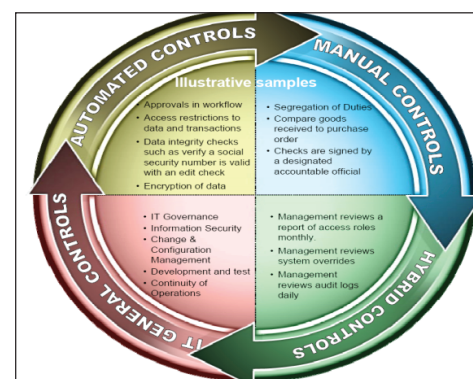 AUTOMATED CONTROLS
MANUAL CONTROLS
Illustrative samples
Approvals in workflow
• Access restrictions to
data and transactions
• Data integrity checks
such as verify a social
security number is valid
with an edit check
• Encryption of data
• Segregation of Duties
• Compare goods
received to purchase
order
• Checks are signed by
a designated
accountable official
• IT Governance
• Information Security
• Change &
Configuration
Management
• Development and test
• Continuity of
Operations
• Management reviews a
report of access roles
monthly.
• Management reviews
system overrides
• Management
reviews audit logs
daily
IT GENERAL CONTROLS
HYBRID CONTROLS